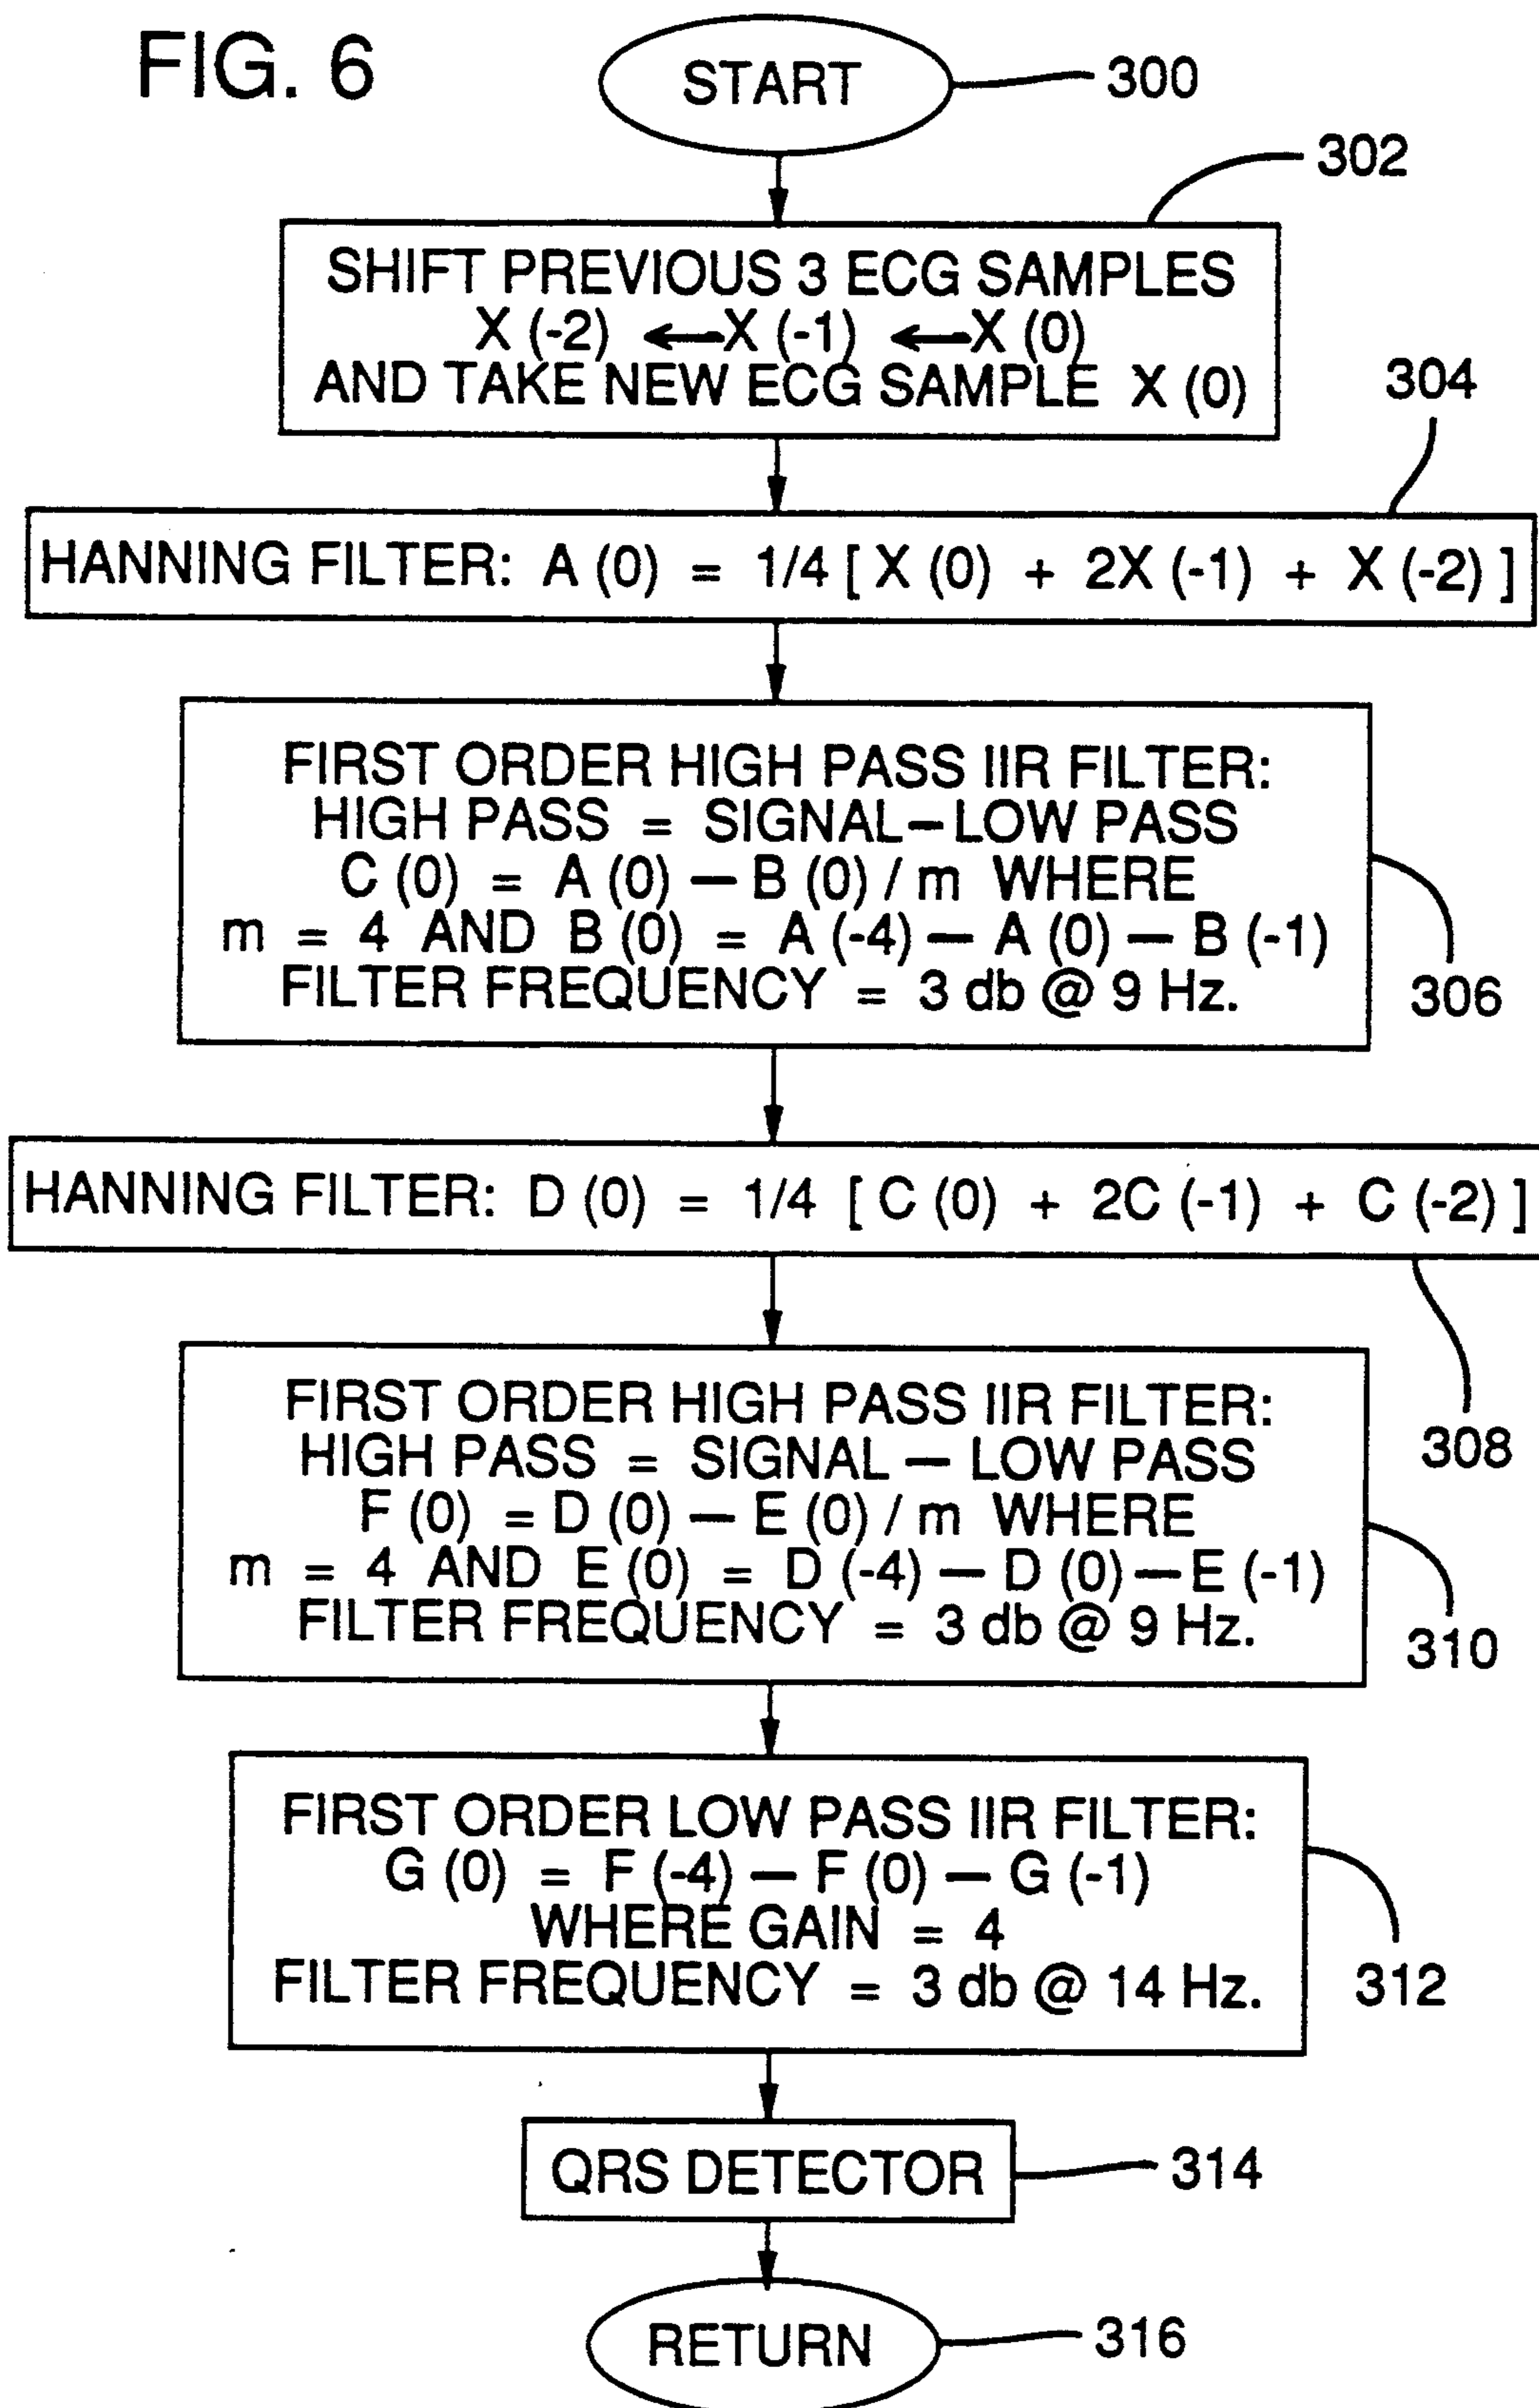 FIG. 6
START
300
302
SHIFT PREVIOUS 3 ECG SAMPLES
X (-2) ←X (-1) ←X (0)
AND TAKE NEW ECG SAMPLE X (0)
304
HANNING FILTER: A (0) = 1/4 [ X (0) + 2X (-1) + X (-2) ]
FIRST ORDER HIGH PASS IIR FILTER:
HIGH PASS = SIGNAL — LOW PASS
C (0) = A (0) — B (0) / m WHERE
m = 4 AND B (0) = A (-4) — A (0) — B (-1)
FILTER FREQUENCY = 3 db @ 9 Hz.
306
HANNING FILTER: D (0) = 1/4 [ C (0) + 2C (-1) + C (-2) ]
308
FIRST ORDER HIGH PASS IIR FILTER:
HIGH PASS = SIGNAL — LOW PASS
F (0) = D (0) — E (0) / m WHERE
m = 4 AND E (0) = D (-4) — D (0) — E (-1)
FILTER FREQUENCY = 3 db @ 9 Hz.
310
FIRST ORDER LOW PASS IIR FILTER:
G (0) = F (-4) — F (0) — G (-1)
WHERE GAIN = 4
FILTER FREQUENCY = 3 db @ 14 Hz.
312
QRS DETECTOR
314
RETURN
316